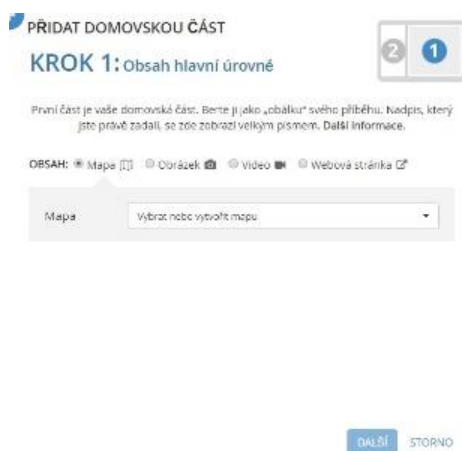 PŘIDAT DOMOVSKOU ČÁST
KROK 1: Obsah hlavní úrovně
2 1
První část je vaše domovská část. Berte ji jako „obálku“ svého příběhu. Nadpis, který
jste právě zadali, se zde zobrazí velkým písmem. Další informace.
OBSAH: Mapa Obrázek Video Webová stránka
Mapa Vybrat nebo vytvořit mapu
DALŠÍ STORNO